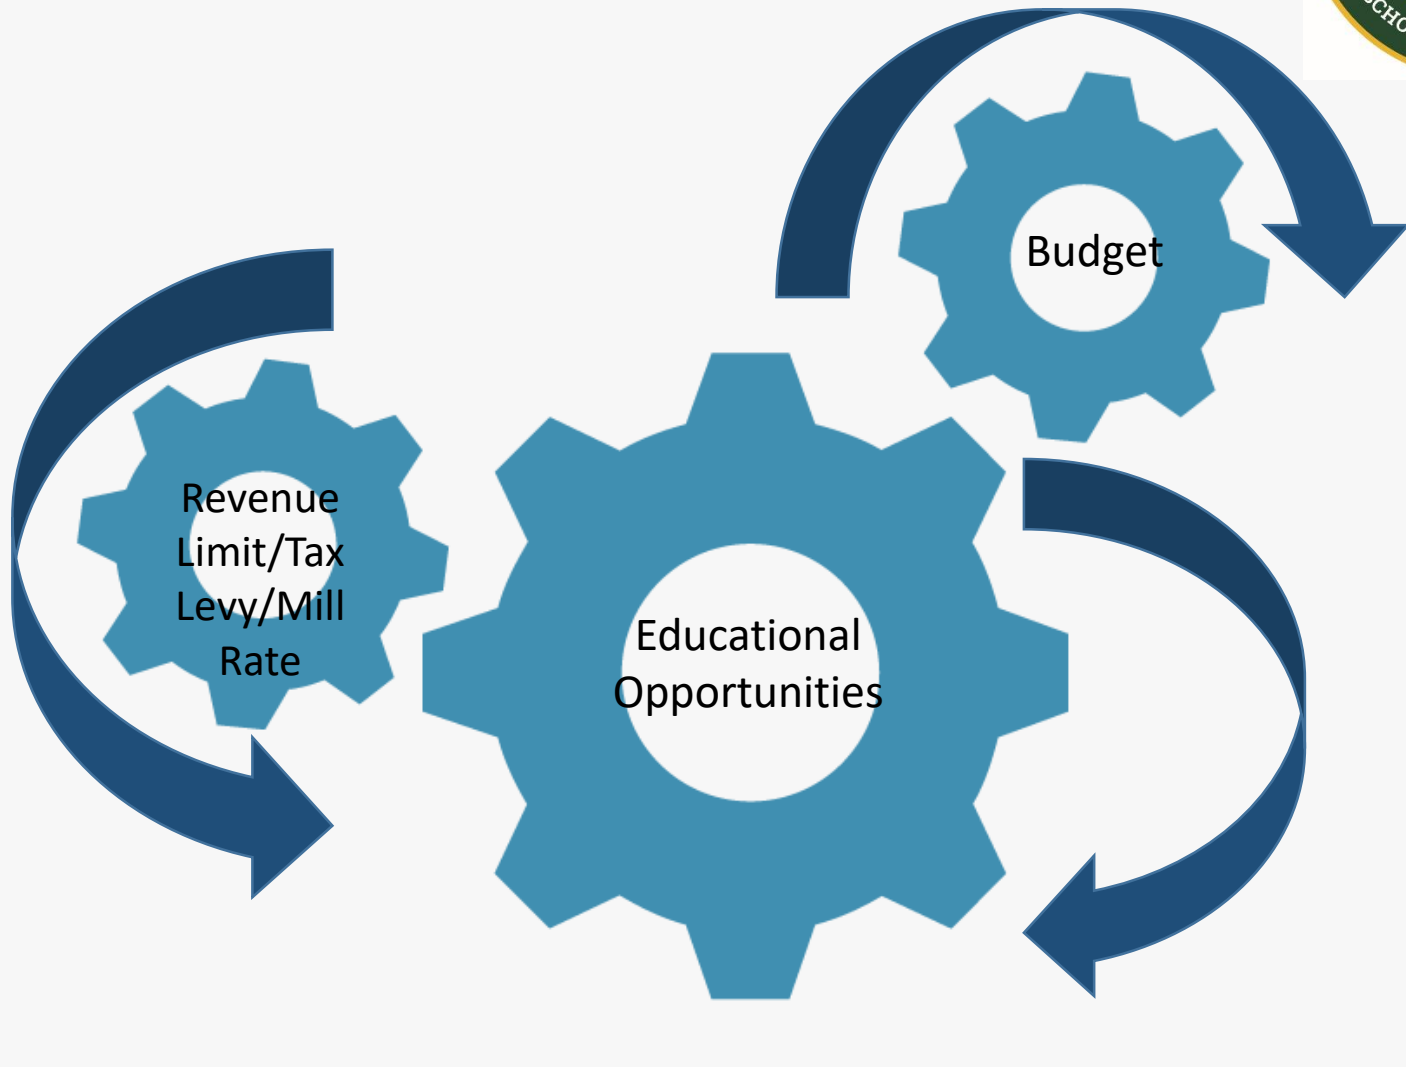 Budget
Revenue
Limit/Tax
Levy/Mill
Rate
Educational
Opportunities